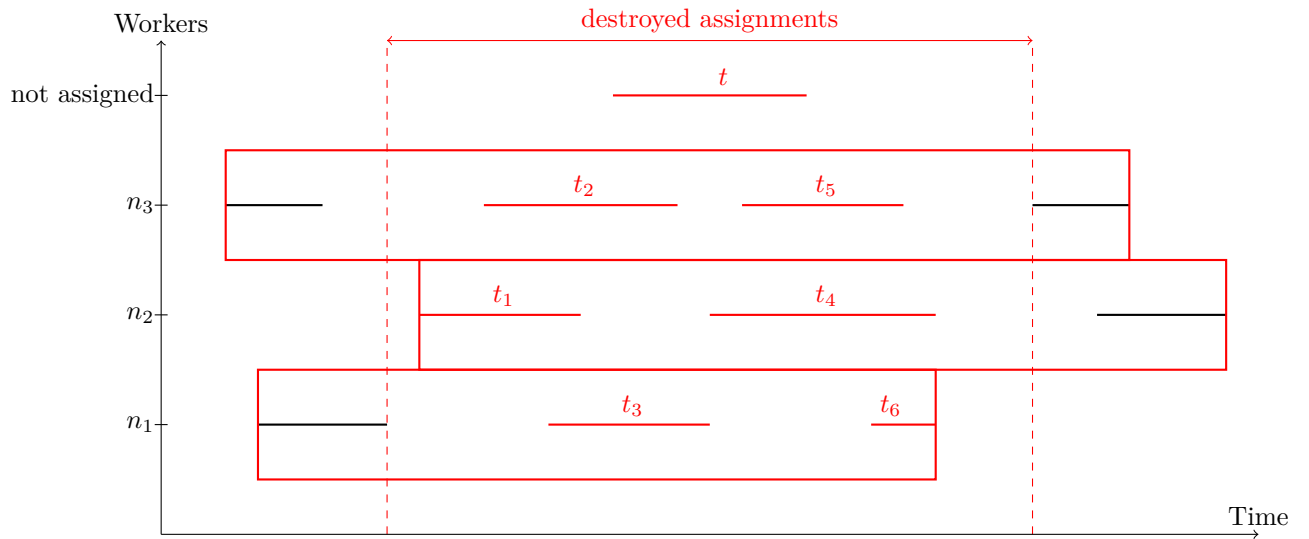 destroyed assignments
Workers
t
not assigned
t₂ t₅
n₃
t₁ t₄
n₂
t₃ t₆
n₁
Time